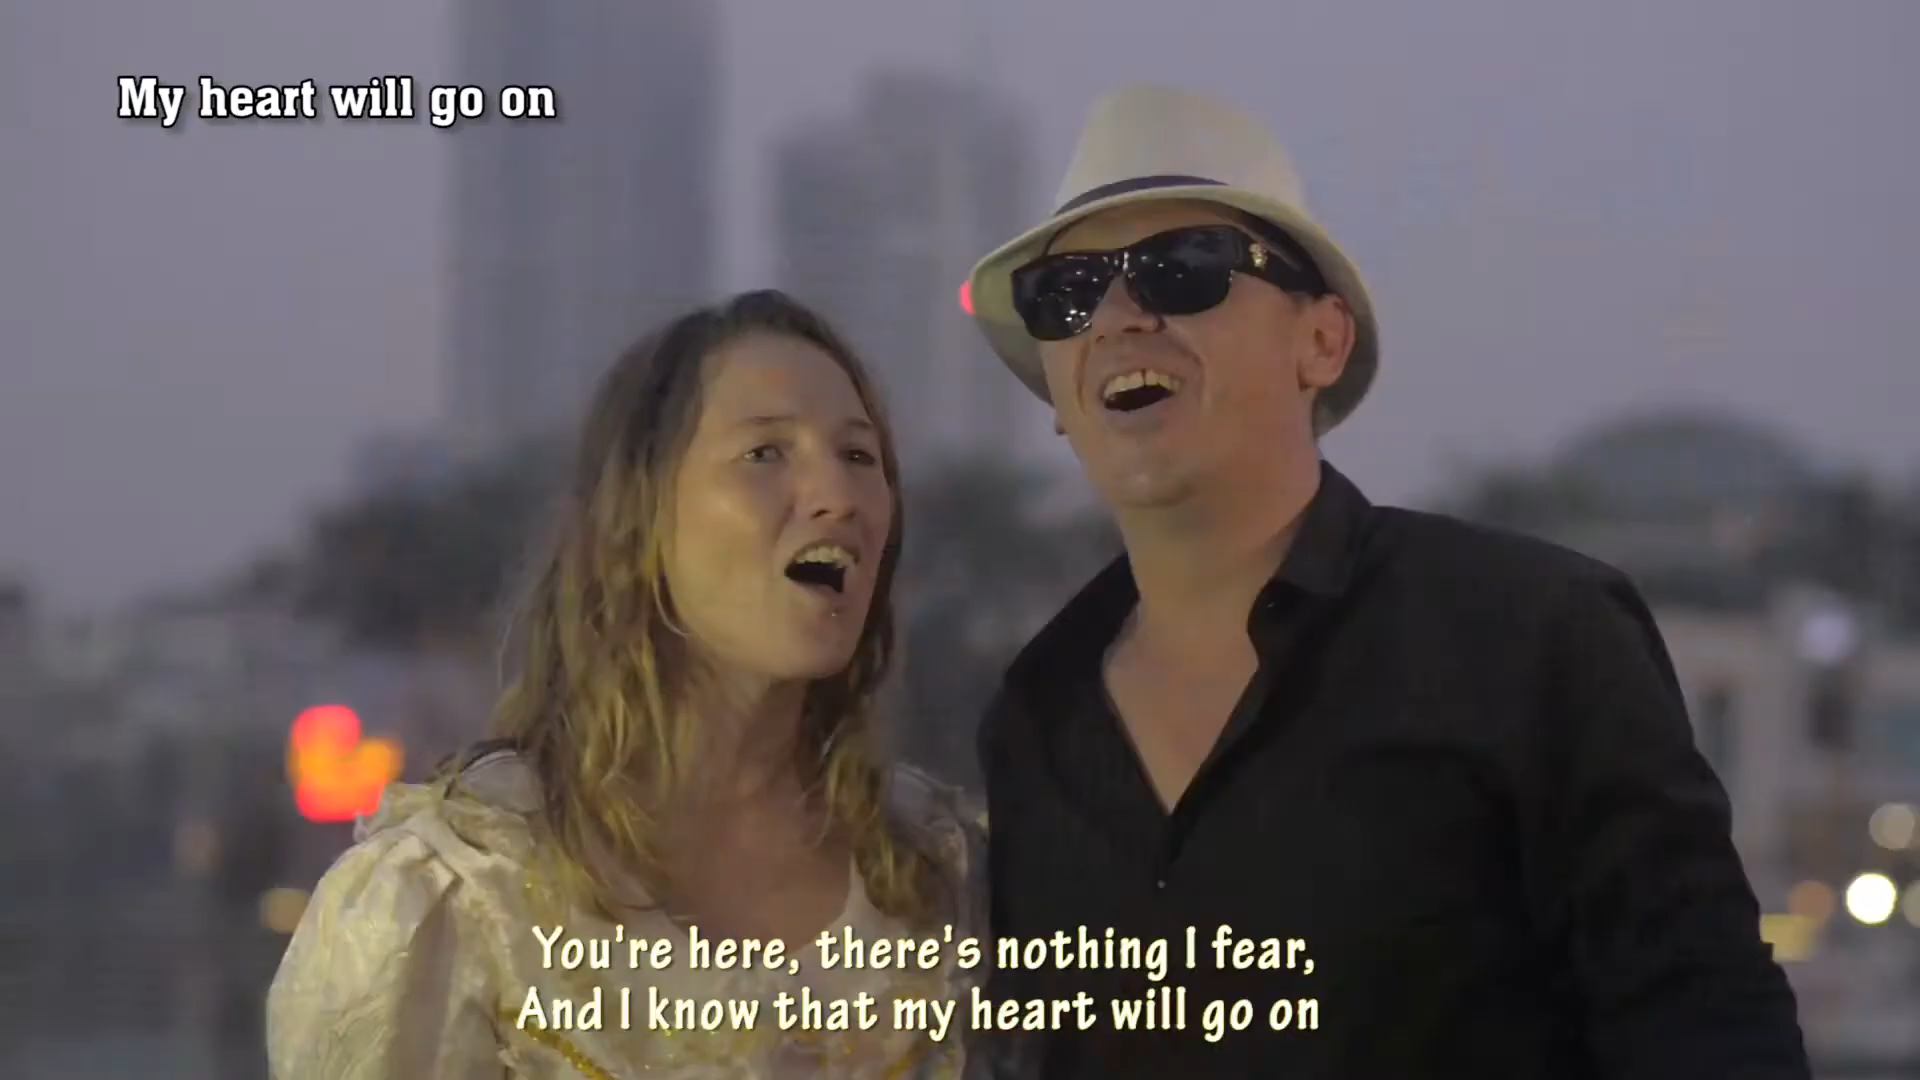 My heart will go on
You're here, there's nothing I fear,
And I know that my heart will go on